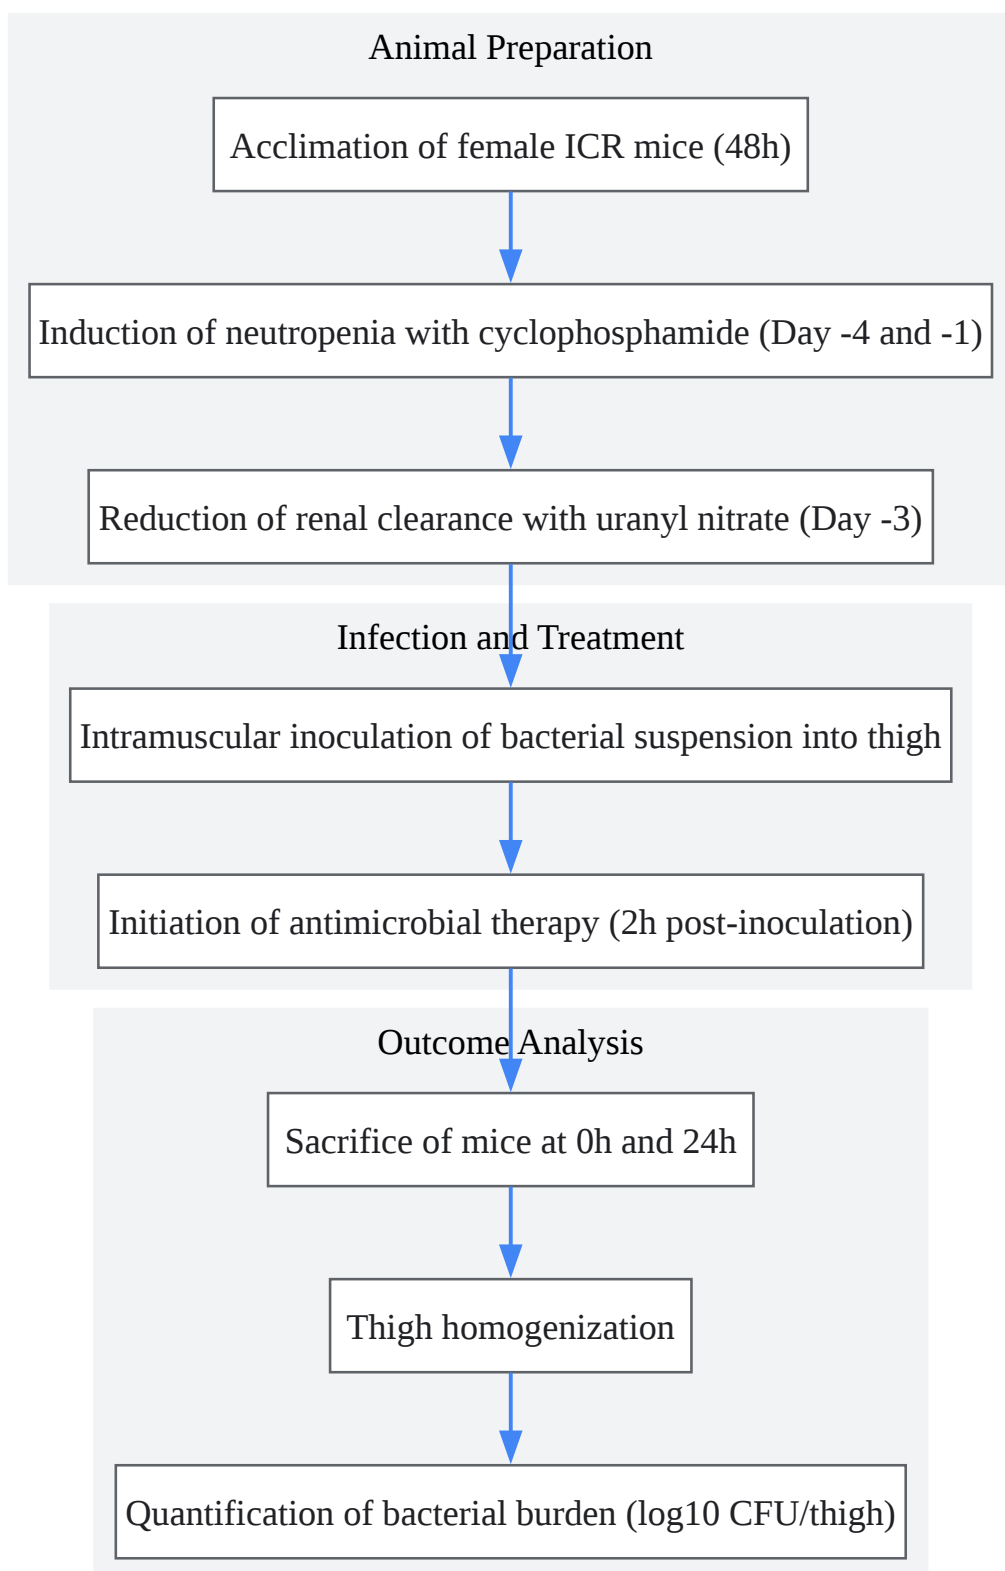 Animal Preparation
Acclimation of female ICR mice (48h)
Induction of neutropenia with cyclophosphamide (Day -4 and -1)
Reduction of renal clearance with uranyl nitrate (Day -3)
Infection and Treatment
Intramuscular inoculation of bacterial suspension into thigh
Initiation of antimicrobial therapy (2h post-inoculation)
Outcome Analysis
Sacrifice of mice at 0h and 24h
Thigh homogenization
Quantification of bacterial burden (log10 CFU/thigh)